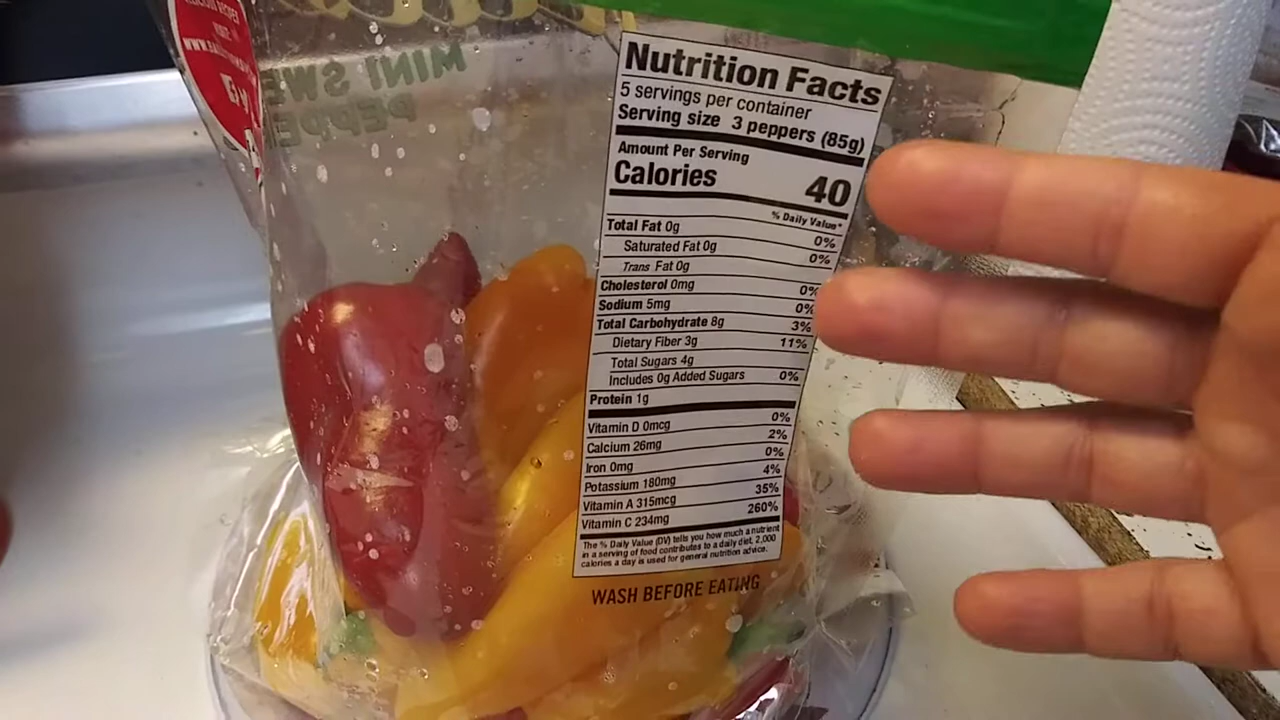 MINI SWE
PEPPE
Nutrition Facts
5 servings per container
Serving size 3 peppers (85g)
Amount Per Serving
Calories 40
% Daily Value*
Total Fat 0g 0%
Saturated Fat 0g 0%
Trans Fat 0g
Cholesterol 0mg 0%
Sodium 5mg 0%
Total Carbohydrate 8g 3%
Dietary Fiber 3g 11%
Total Sugars 4g
Includes 0g Added Sugars 0%
Protein 1g
Vitamin D 0mcg 0%
Calcium 26mg 2%
Iron 0mg 0%
Potassium 180mg 4%
Vitamin A 315mcg 35%
Vitamin C 234mg 260%
The % Daily Value (DV) tells you how much a nutrient
in a serving of food contributes to a daily diet. 2,000
calories a day is used for general nutrition advice.
WASH BEFORE EATING